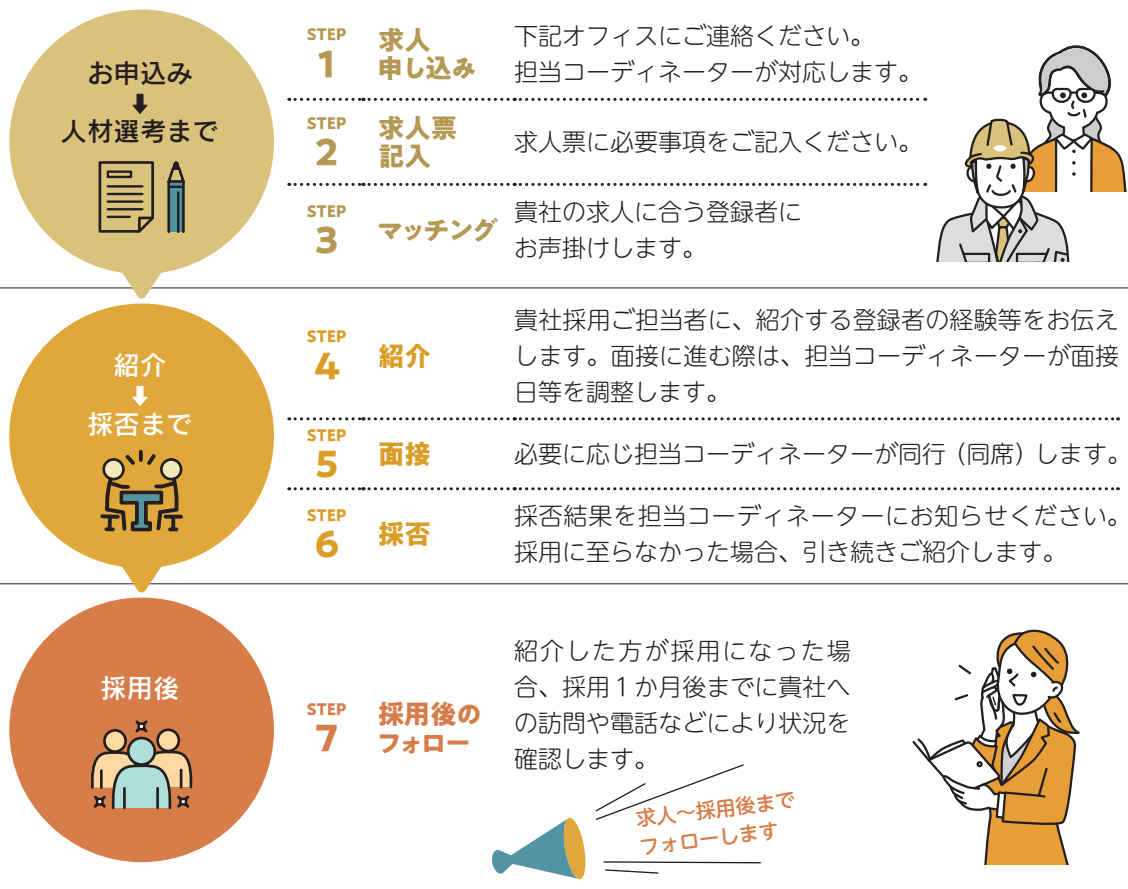 お申込み
人材選考まで
STEP
1
求人
申し込み
下記オフィスにご連絡ください。
担当コーディネーターが対応します。
STEP
2
求人票
記入
求人票に必要事項をご記入ください。
STEP
3
マッチング
貴社の求人に合う登録者に
お声掛けします。
紹介
採否まで
STEP
4
紹介
貴社採用ご担当者に、紹介する登録者の経験等をお伝え
します。面接に進む際は、担当コーディネーターが面接
日等を調整します。
STEP
5
面接
必要に応じ担当コーディネーターが同行（同席）します。
STEP
6
採否
採否結果を担当コーディネーターにお知らせください。
採用に至らなかった場合、引き続きご紹介します。
採用後
STEP
7
採用後の
フォロー
紹介した方が採用になった場
合、採用１か月後までに貴社へ
の訪問や電話などにより状況を
確認します。
求人〜採用後まで
フォローします